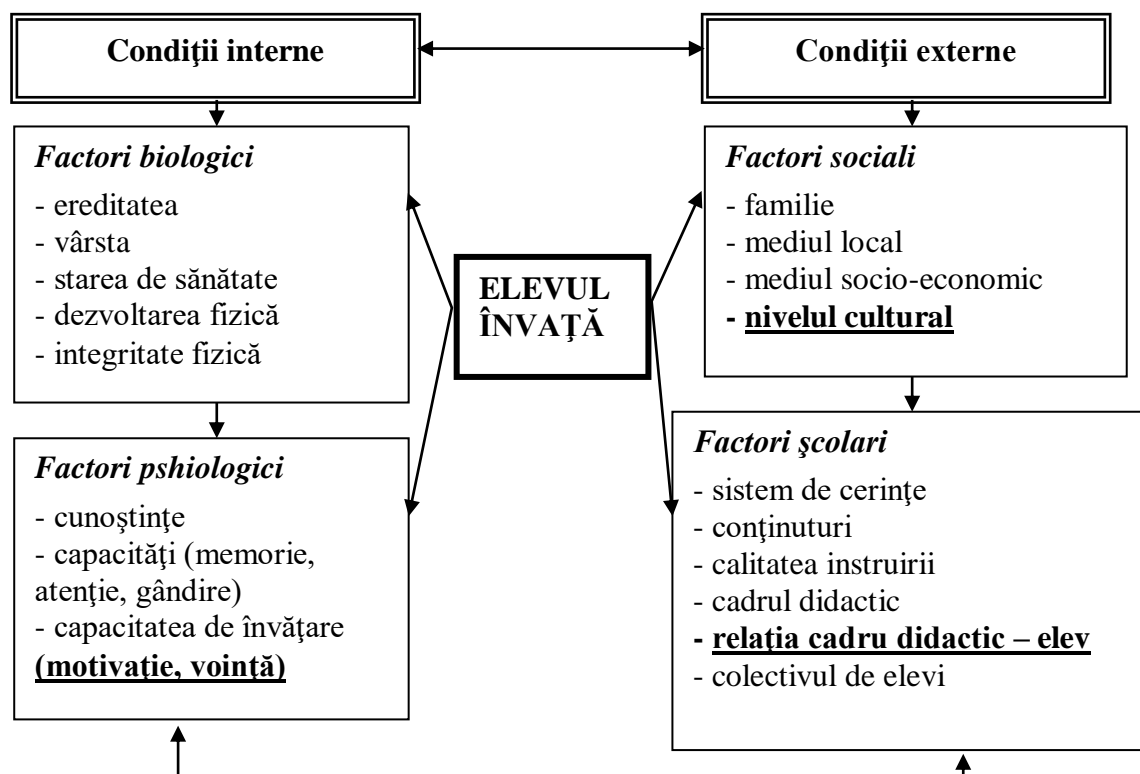 Condiţii interne
Condiţii externe
Factori biologici
- ereditatea
- vârsta
- starea de sănătate
- dezvoltarea fizică
- integritate fizică
ELEVUL
ÎNVAŢĂ
Factori sociali
- familie
- mediul local
- mediul socio-economic
- nivelul cultural
Factori pshiologici
- cunoştinţe
- capacităţi (memorie,
atenţie, gândire)
- capacitatea de învăţare
(motivaţie, voinţă)
Factori şcolari
- sistem de cerinţe
- conţinuturi
- calitatea instruirii
- cadrul didactic
- relaţia cadru didactic – elev
- colectivul de elevi